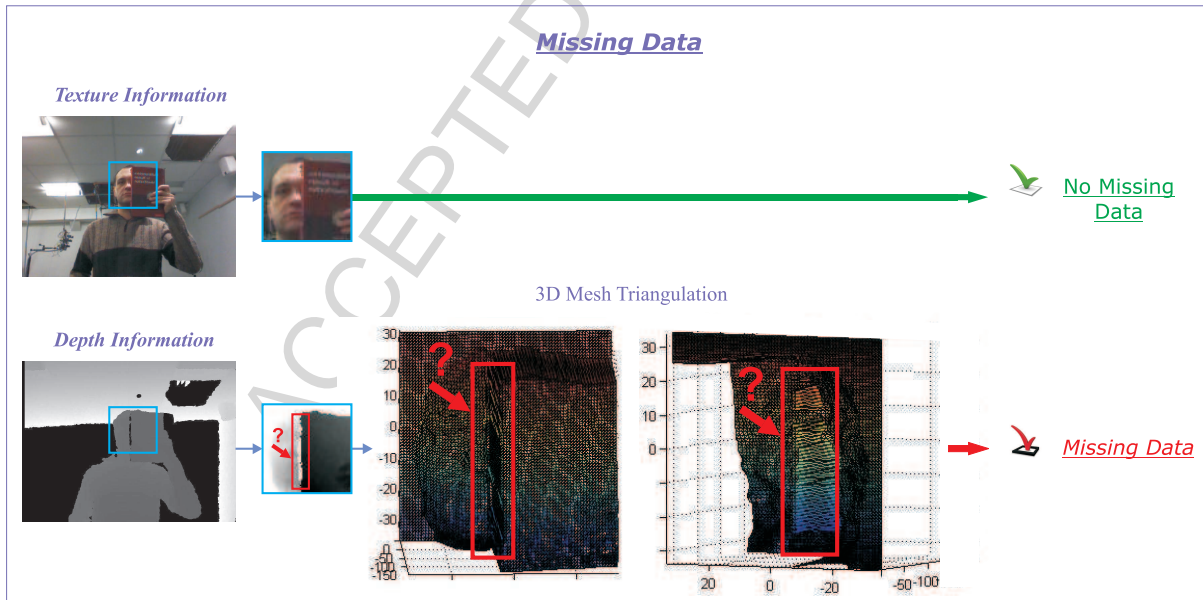 Missing Data
ACCEPTED
Texture Information
No Missing
Data
3D Mesh Triangulation
Depth Information
?
30
20
10
0
-10
-20
-30
0
-50
-100
-150
?
30
20
10
0
20
0
-20
-50
-100
?
Missing Data